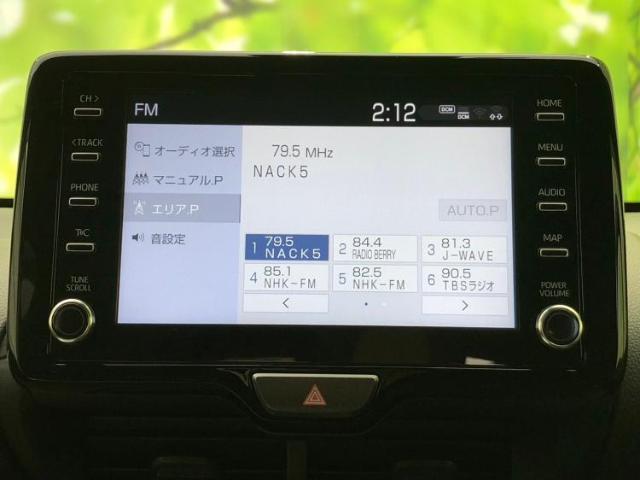 CH >
< TRACK
PHONE
T&C
TUNE
SCROLL
FM
2:12
DCM
DCM
オーディオ選択
マニュアル.P
エリア.P
音設定
79.5 MHz
NACK5
AUTO.P
1 79.5 NACK5
2 84.4 RADIO BERRY
3 81.3 J-WAVE
4 85.1 NHK-FM
5 82.5 NHK-FM
6 90.5 TBSラジオ
<
>
HOME
MENU
AUDIO
MAP
POWER
VOLUME